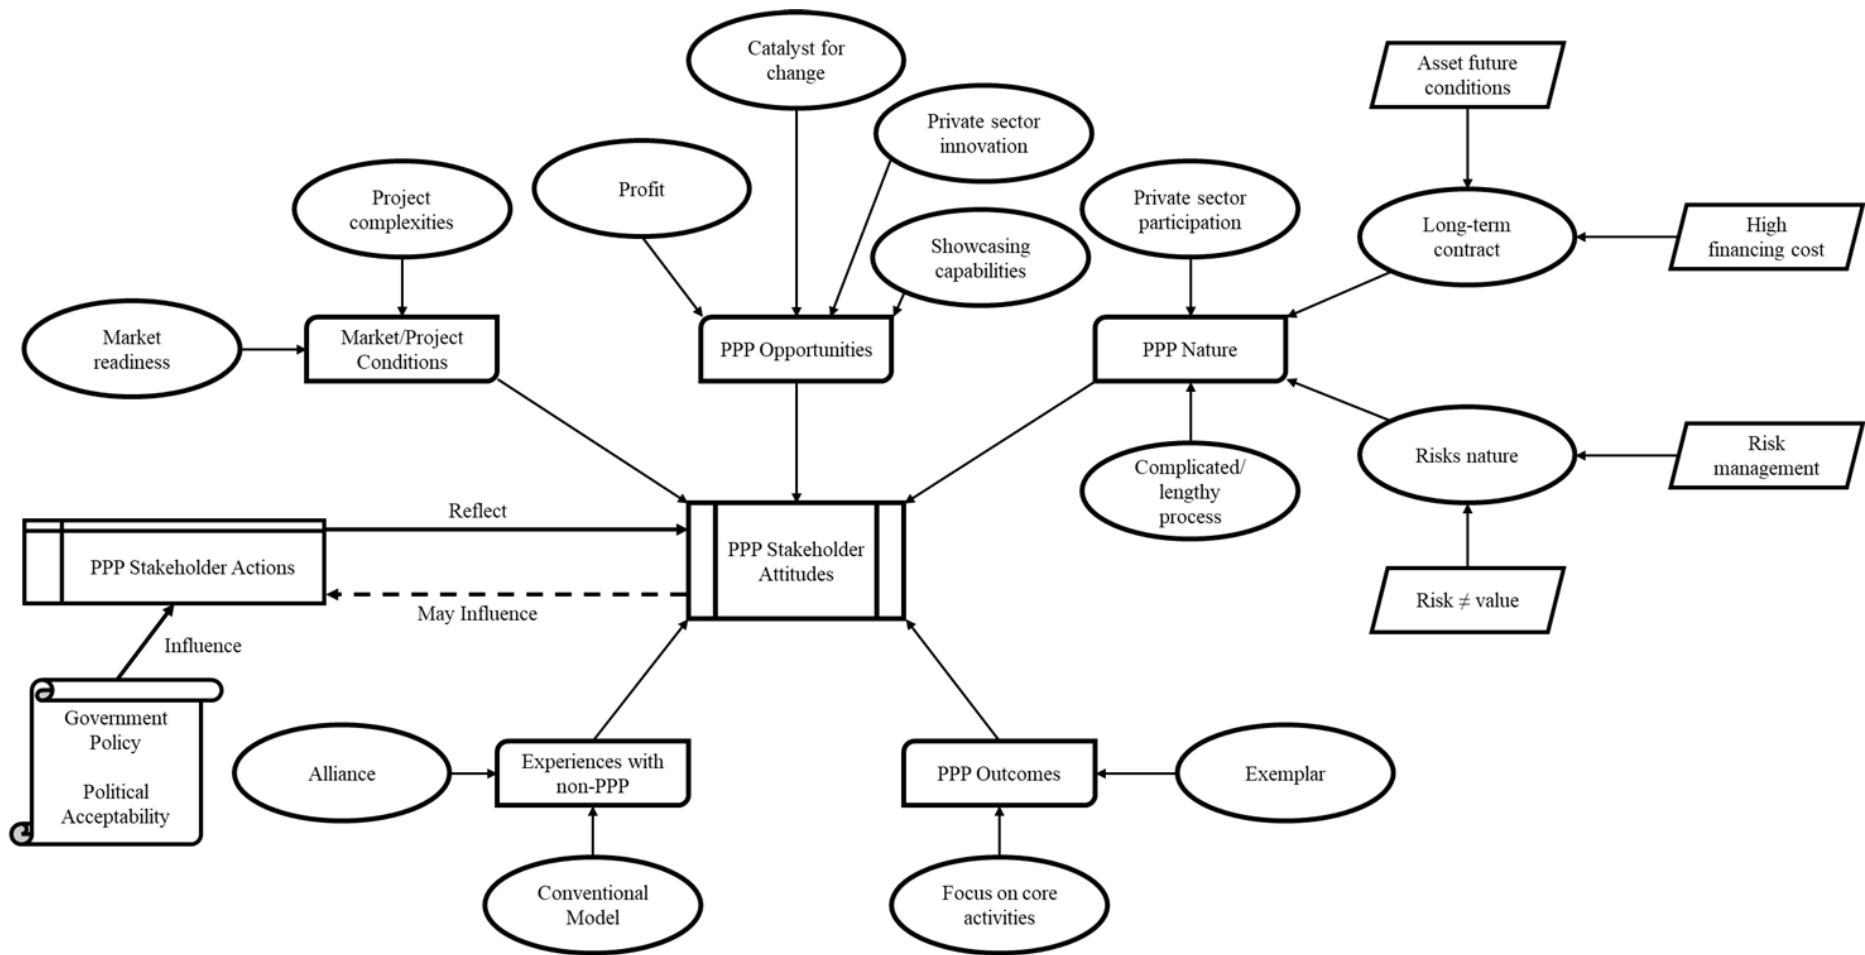 Catalyst for
change
Asset future
conditions
Private sector
innovation
Profit
Project
complexities
Private sector
participation
Long-term
contract
High
financing cost
Showcasing
capabilities
Market
readiness
Market/Project
Conditions
PPP Opportunities
PPP Nature
Complicated/
lengthy
process
Risks nature
Risk
management
Reflect
PPP Stakeholder
Attitudes
PPP Stakeholder Actions
May Influence
Risk ≠ value
Influence
Government
Policy
Political
Acceptability
Alliance
Experiences with
non-PPP
PPP Outcomes
Exemplar
Conventional
Model
Focus on core
activities